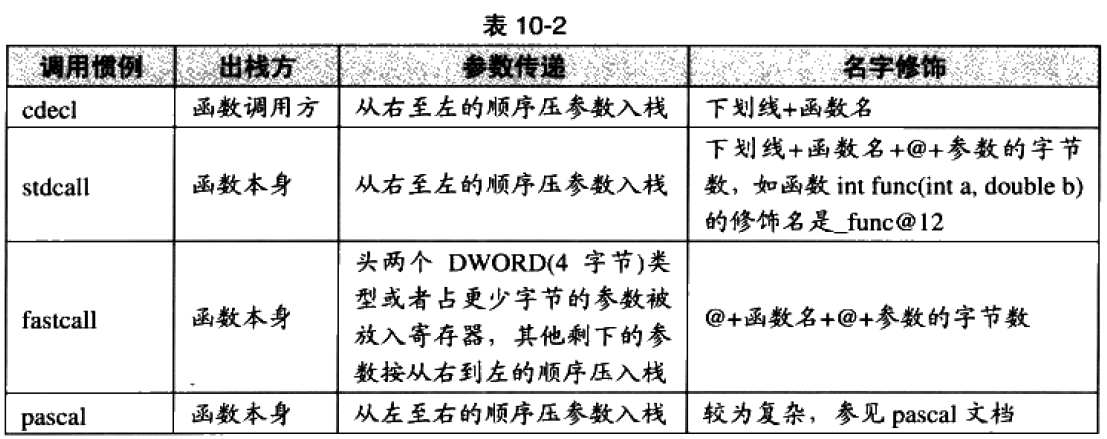 表 10-2
调用惯例 出栈方 参数传递 名字修饰
cdecl 函数调用方 从右至左的顺序压参数入栈 下划线+函数名
stdcall 函数本身 从右至左的顺序压参数入栈 下划线+函数名+@+参数的字节
数，如函数 int func(int a, double b)
的修饰名是_func@12
fastcall 函数本身 头两个 DWORD(4 字节)类
型或者占更少字节的参数被
放入寄存器，其他剩下的参
数按从右到左的顺序压入栈
@+函数名+@+参数的字节数
pascal 函数本身 从左至右的顺序压参数入栈 较为复杂，参见 pascal 文档